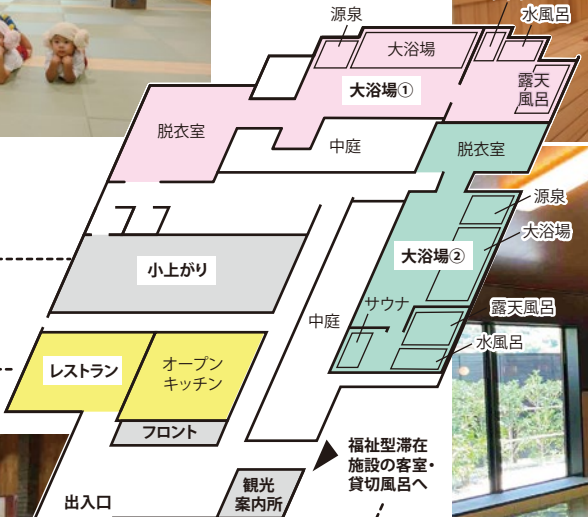 源泉
大浴場
水風呂
大浴場①
露天
風呂
脱衣室
中庭
脱衣室
源泉
大浴場
大浴場②
小上がり
サウナ
中庭
露天風呂
水風呂
レストラン
オープン
キッチン
フロント
福祉型滞在
施設の客室・
貸切風呂へ
観光
案内所
出入口